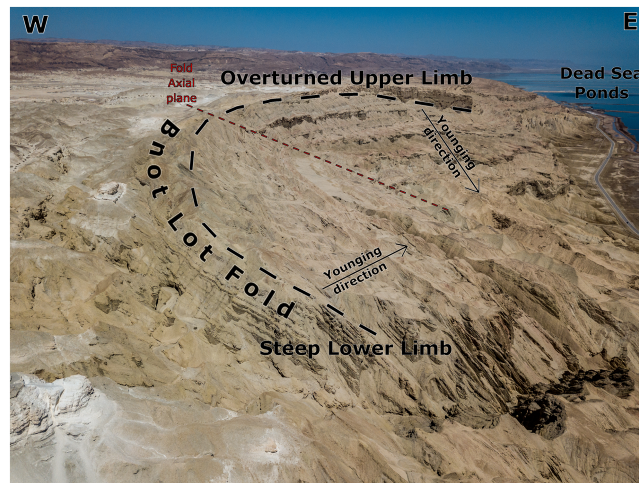 W
E
Fold
Axial
plane
Overturned Upper Limb
Dead Sea
Ponds
Younging
direction
Bnot Lot Fold
Younging
direction
Steep Lower Limb